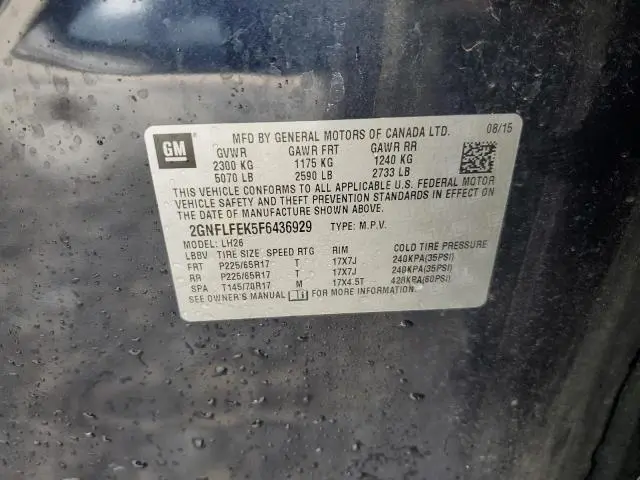 GM MFD BY GENERAL MOTORS OF CANADA LTD. 08/15
GVWR GAWR FRT GAWR RR
2300 KG 1175 KG 1240 KG
5070 LB 2590 LB 2733 LB
THIS VEHICLE CONFORMS TO ALL APPLICABLE U.S. FEDERAL MOTOR
VEHICLE SAFETY AND THEFT PREVENTION STANDARDS IN EFFECT ON
THE DATE OF MANUFACTURE SHOWN ABOVE.
2GNFLFEK5F6436929 TYPE: M.P.V.
MODEL: LH26
LBBV TIRE SIZE SPEED RTG RIM COLD TIRE PRESSURE
FRT P225/65R17 T 17X7J 240KPA(35PSI)
RR P225/65R17 T 17X7J 240KPA(35PSI)
SPA T145/70R17 M 17X4.5T 420KPA(60PSI)
SEE OWNER'S MANUAL FOR MORE INFORMATION.